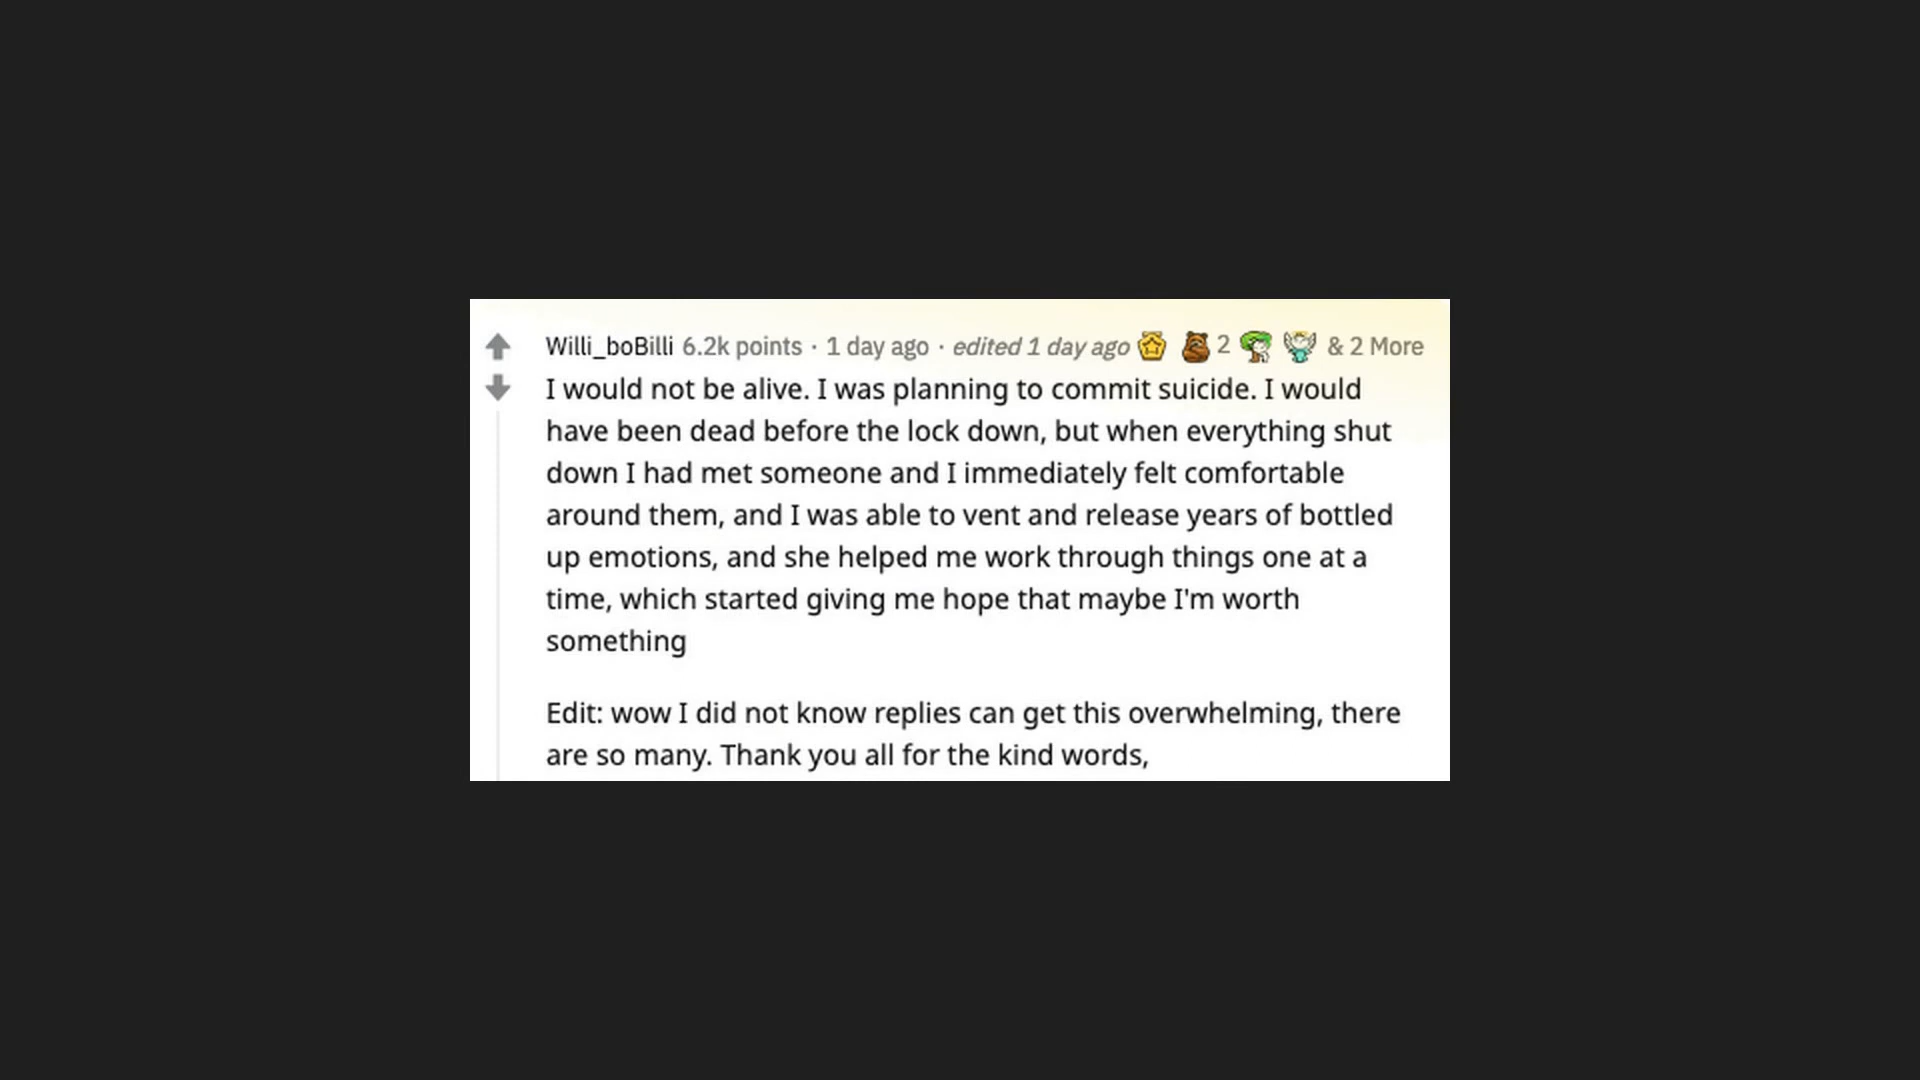 Willi_boBilli 6.2k points · 1 day ago · edited 1 day ago 2 & 2 More
I would not be alive. I was planning to commit suicide. I would
have been dead before the lock down, but when everything shut
down I had met someone and I immediately felt comfortable
around them, and I was able to vent and release years of bottled
up emotions, and she helped me work through things one at a
time, which started giving me hope that maybe I'm worth
something
Edit: wow I did not know replies can get this overwhelming, there
are so many. Thank you all for the kind words,